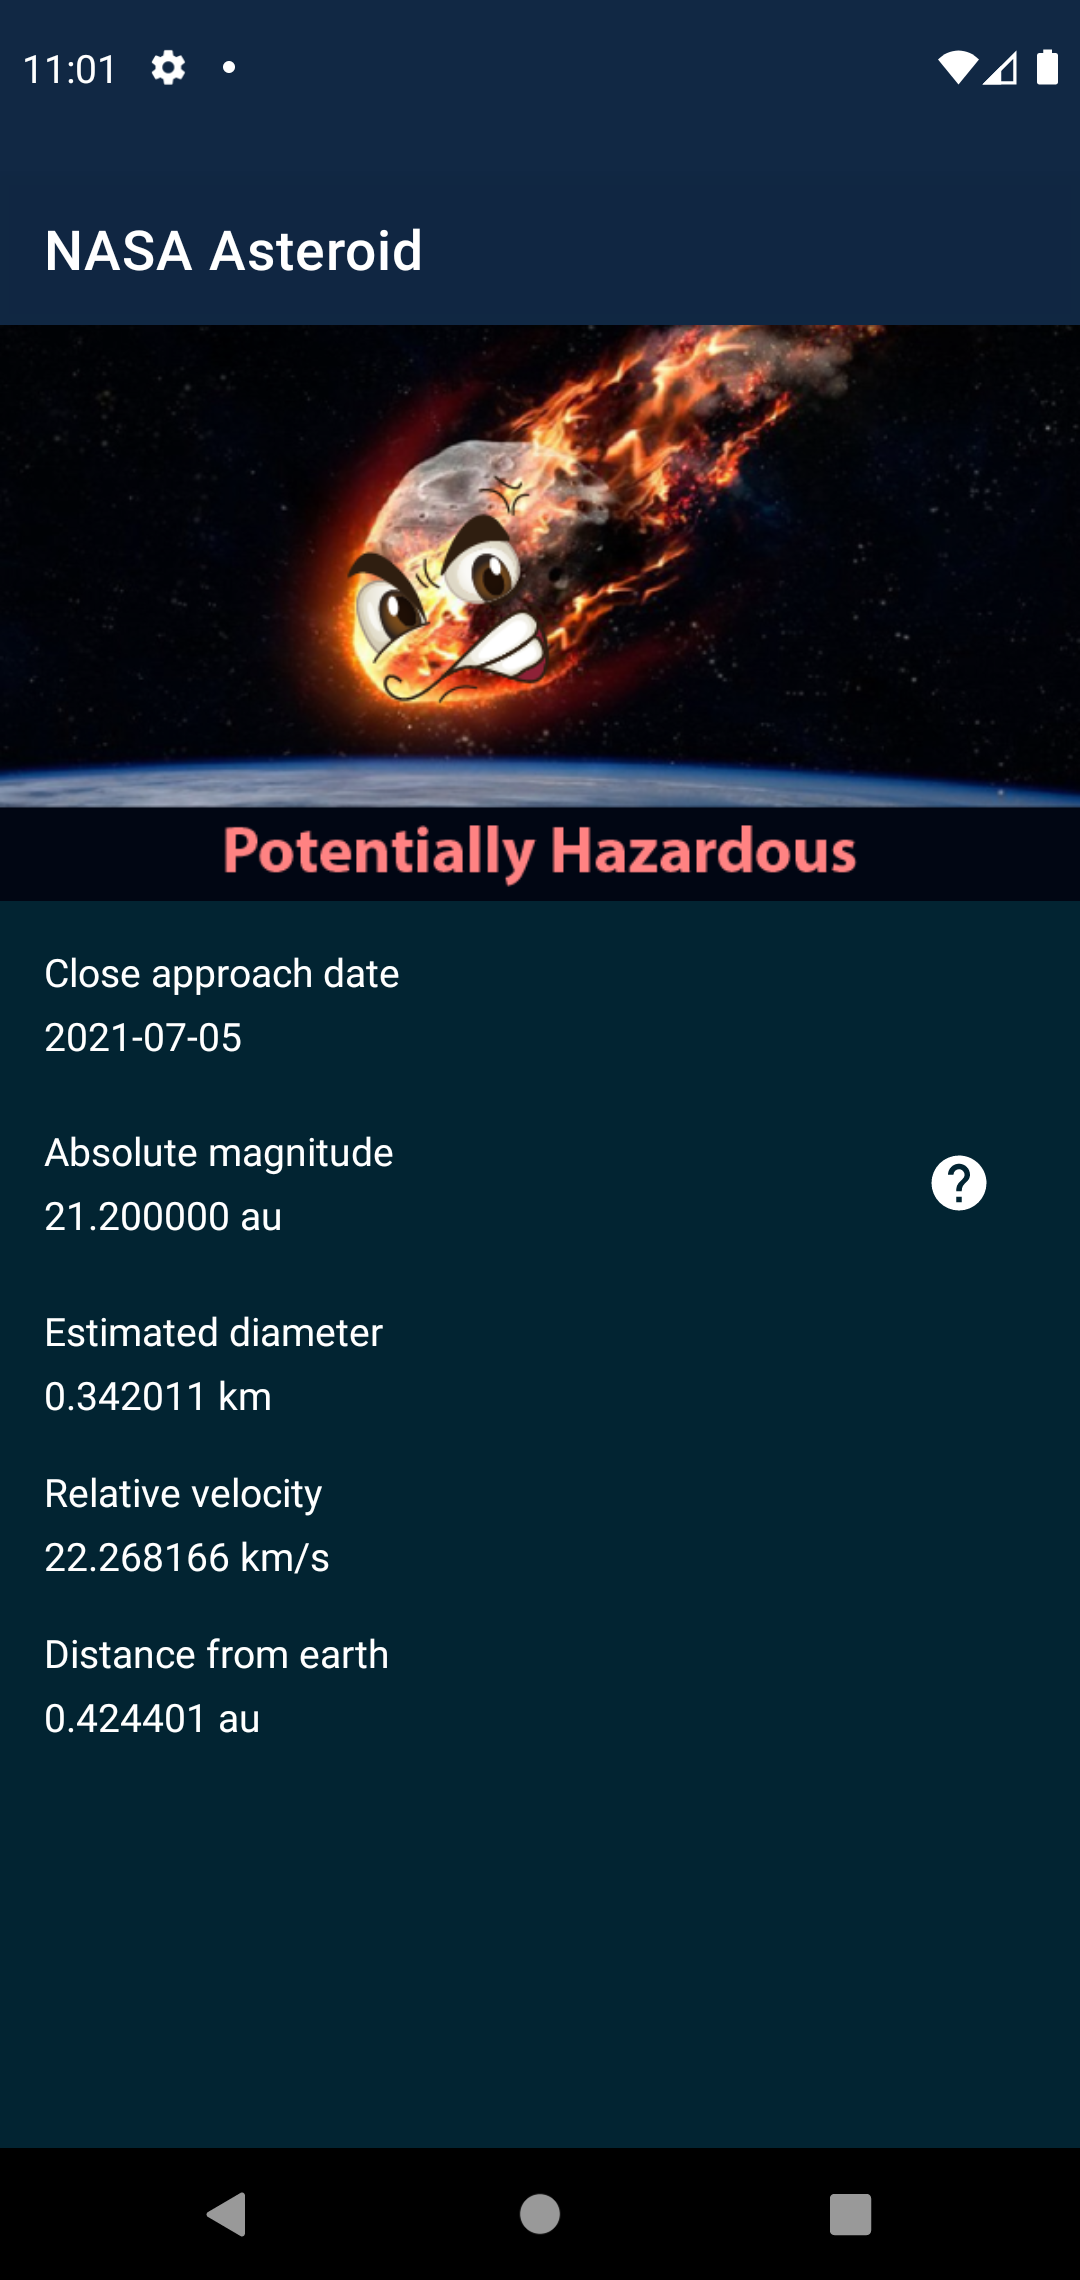 11:01
NASA Asteroid
Potentially Hazardous
Close approach date
2021-07-05
Absolute magnitude
21.200000 au
?
Estimated diameter
0.342011 km
Relative velocity
22.268166 km/s
Distance from earth
0.424401 au